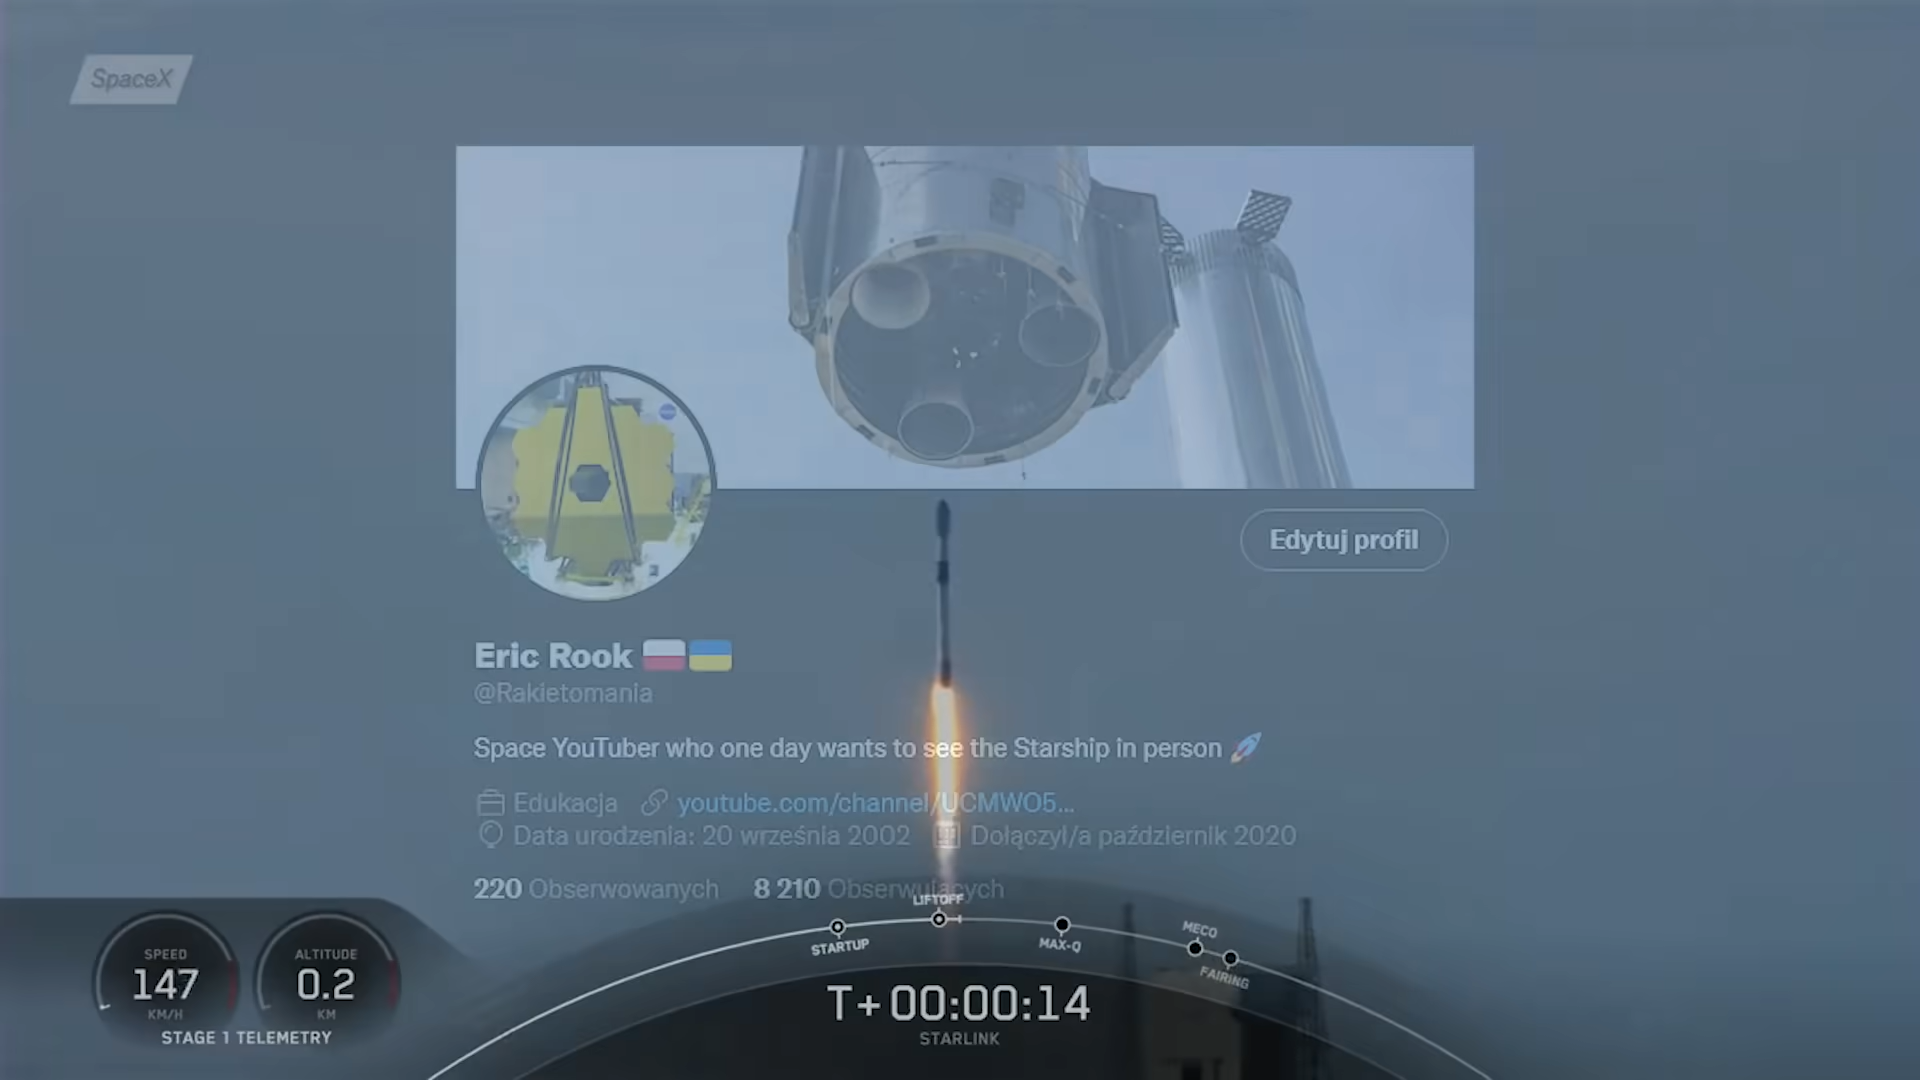 SpaceX
Edytuj profil
Eric Rook
@Rakietomania
Space YouTuber who one day wants to see the Starship in person
Edukacja youtube.com/channel/UCMWO5...
Data urodzenia: 20 września 2002 Dołączył/a październik 2020
220 Obserwowanych 8 210 Obserwujących
LIFTOFF
STARTUP
MAX-Q
MECO
FAIRING
SPEED
147
KM/H
ALTITUDE
0.2
KM
STAGE 1 TELEMETRY
T+00:00:14
STARLINK